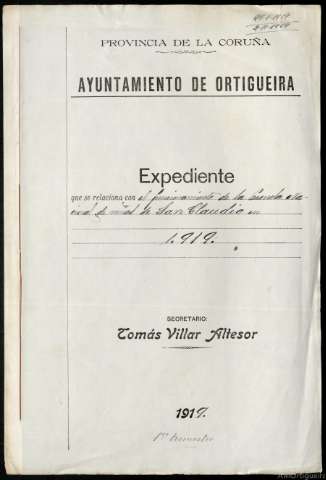 PROVINCIA DE LA CORUÑA
AYUNTAMIENTO DE ORTIGUEIRA
Expediente
que se relaciona con el funcionamiento de la Escuela
de niñas de San Claudio en
1.919.
SECRETARIO:
Tomás Villar Altesor
1919.
1er trimestre